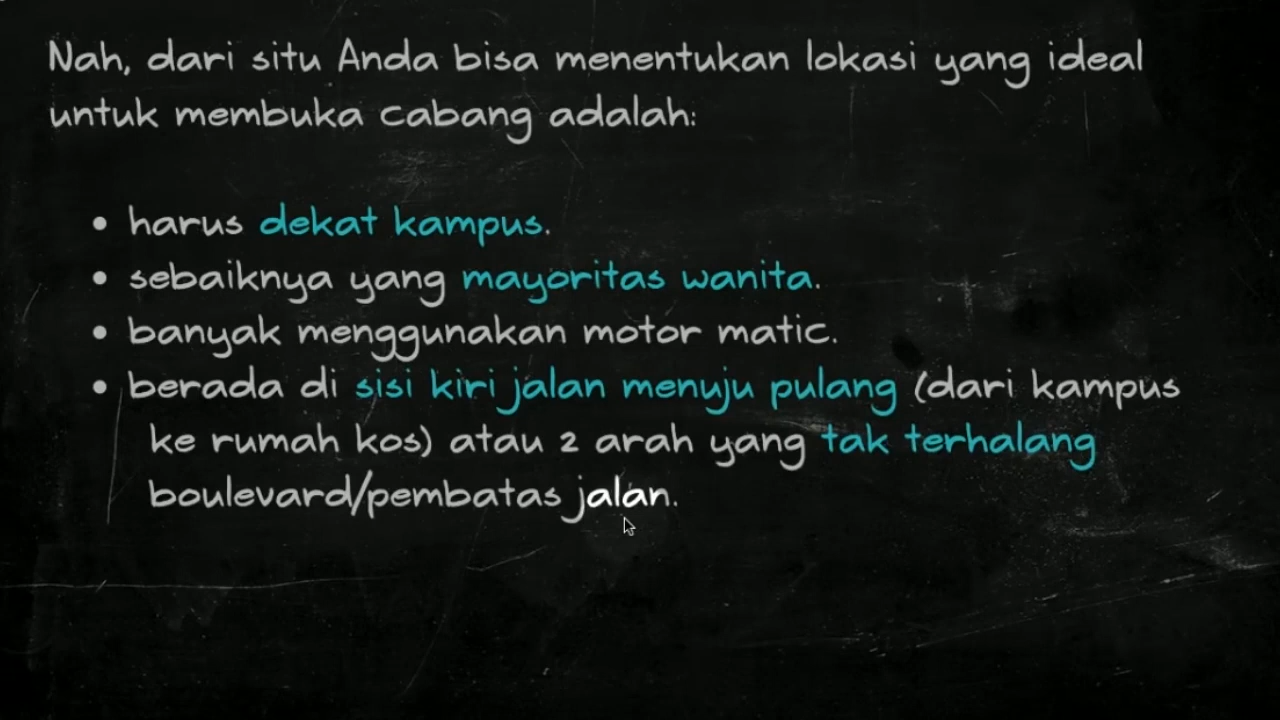 Nah, dari situ Anda bisa menentukan lokasi yang ideal
untuk membuka cabang adalah:
• harus dekat kampus.
• sebaiknya yang mayoritas wanita.
• banyak menggunakan motor matic.
• berada di sisi kiri jalan menuju pulang (dari kampus
ke rumah kos) atau 2 arah yang tak terhalang
boulevard/pembatas jalan.